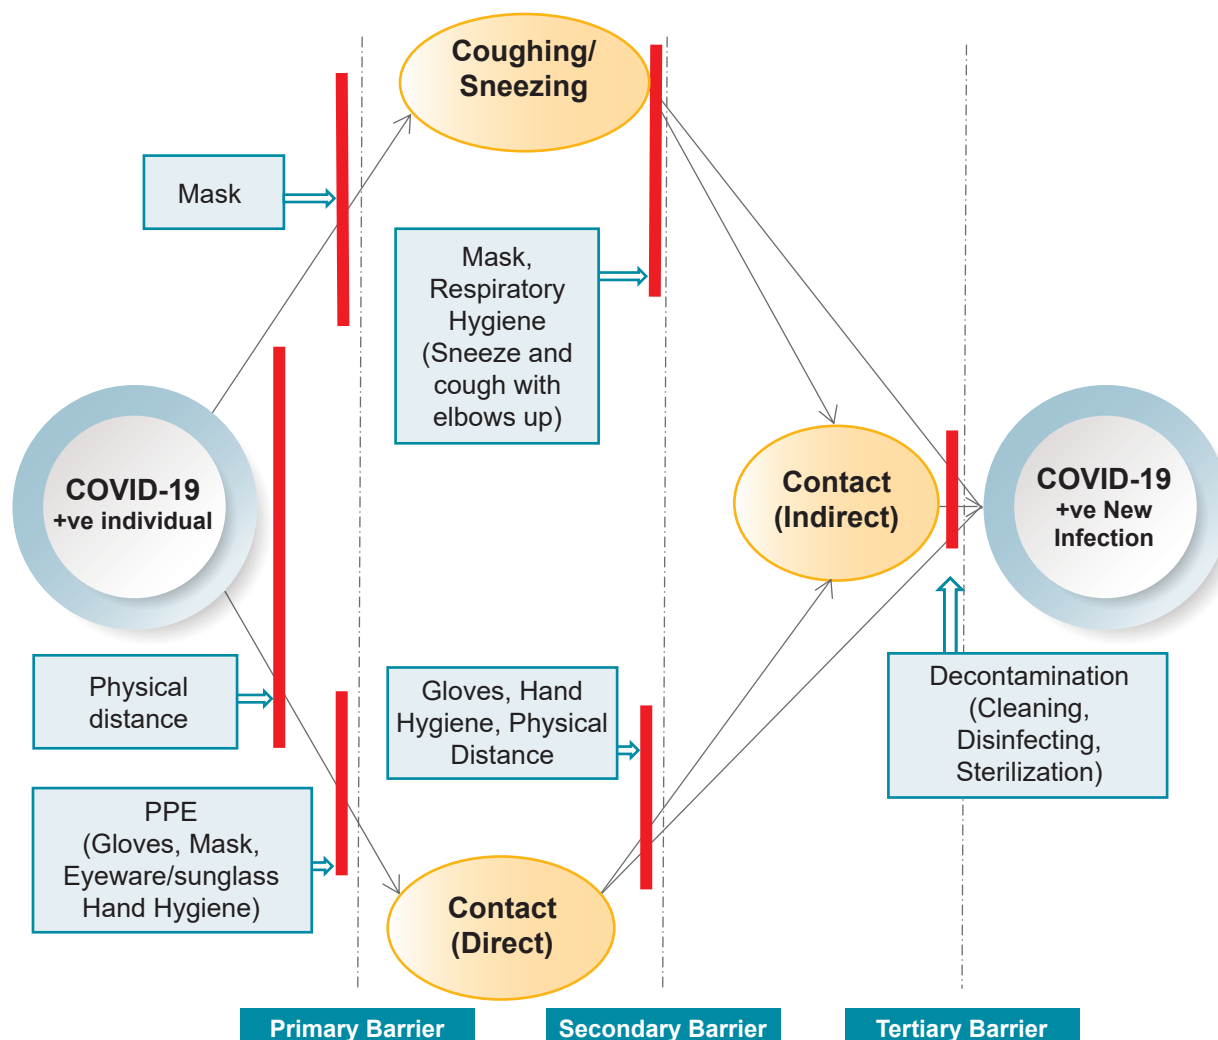 Coughing/
Sneezing
Mask
Mask,
Respiratory
Hygiene
(Sneeze and
cough with
elbows up)
COVID-19
+ve individual
Contact
(Indirect)
COVID-19
+ve New
Infection
Physical
distance
Gloves, Hand
Hygiene, Physical
Distance
Decontamination
(Cleaning,
Disinfecting,
Sterilization)
PPE
(Gloves, Mask,
Eyeware/sunglass
Hand Hygiene)
Contact
(Direct)
Primary Barrier
Secondary Barrier
Tertiary Barrier